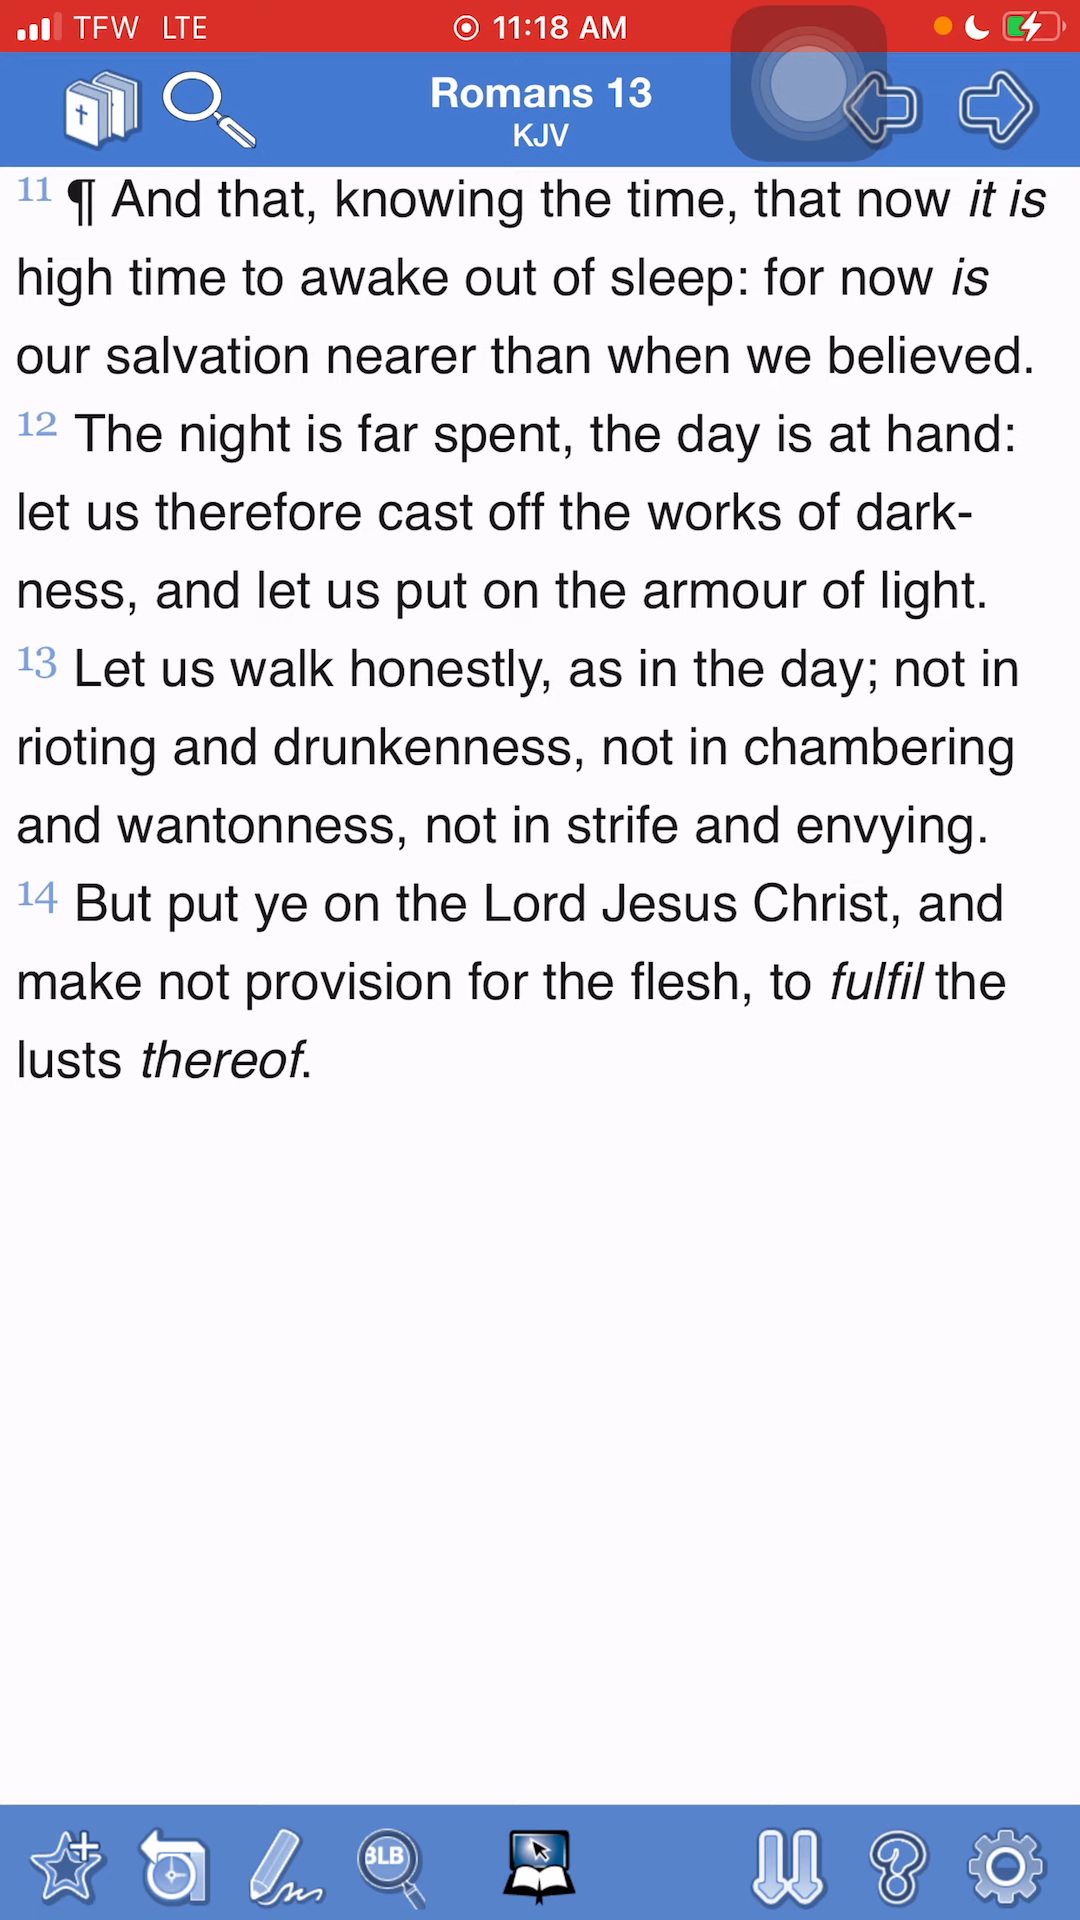 TFW LTE 11:18 AM
Romans 13
KJV
11 ¶ And that, knowing the time, that now it is
high time to awake out of sleep: for now is
our salvation nearer than when we believed.
12 The night is far spent, the day is at hand:
let us therefore cast off the works of dark-
ness, and let us put on the armour of light.
13 Let us walk honestly, as in the day; not in
rioting and drunkenness, not in chambering
and wantonness, not in strife and envying.
14 But put ye on the Lord Jesus Christ, and
make not provision for the flesh, to fulfil the
lusts thereof.
BLB